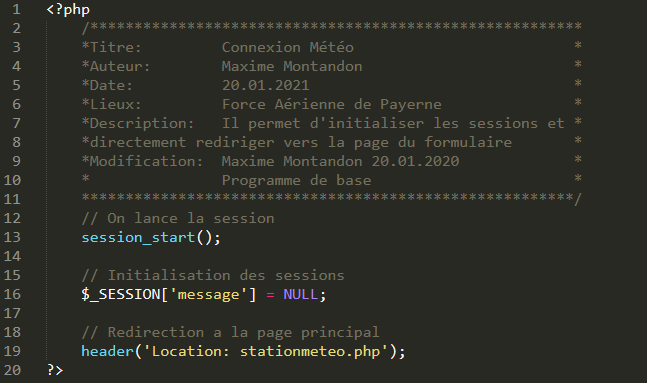 1 <?php
2 /********************************************************
3 *Titre: Connexion Météo *
4 *Auteur: Maxime Montandon *
5 *Date: 20.01.2021 *
6 *Lieux: Force Aérienne de Payerne *
7 *Description: Il permet d'initialiser les sessions et *
8 *directement rediriger vers la page du formulaire *
9 *Modification: Maxime Montandon 20.01.2020 *
10 * Programme de base *
11 ********************************************************/
12 // On lance la session
13 session_start();
14
15 // Initialisation des sessions
16 $_SESSION['message'] = NULL;
17
18 // Redirection a la page principal
19 header('Location: stationmeteo.php');
20 ?>